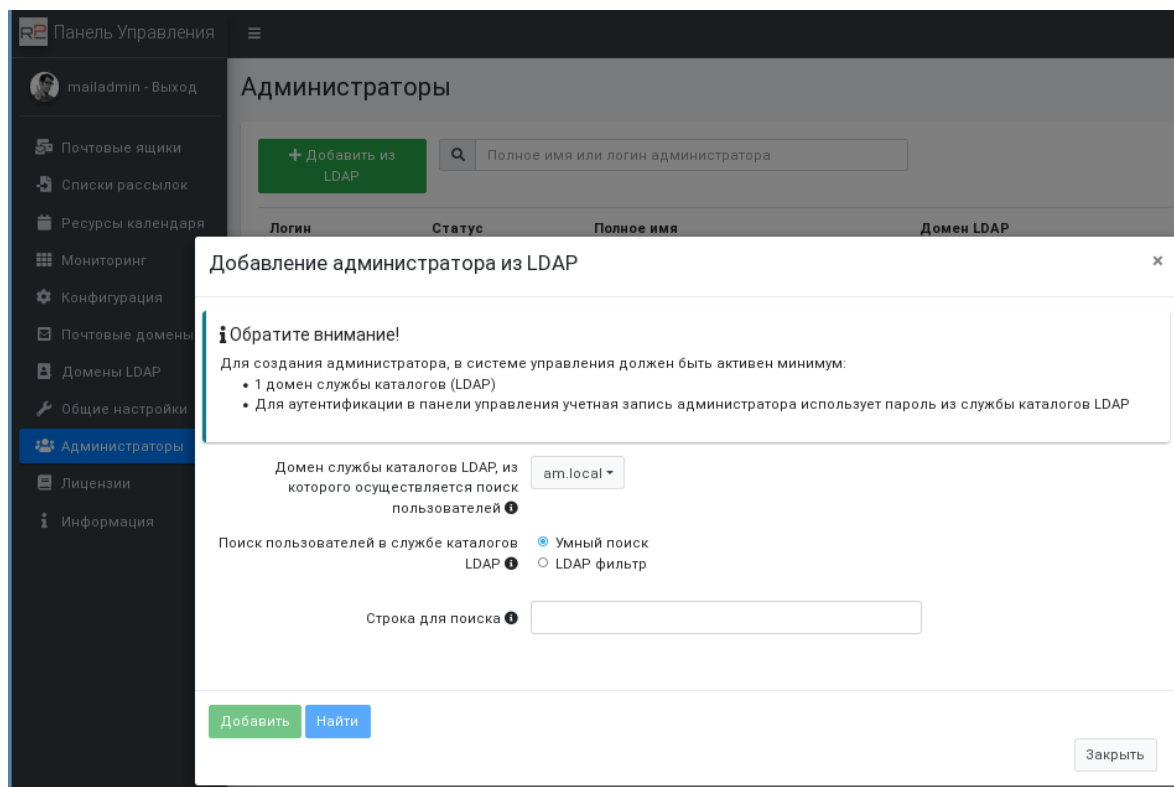 R2 Панель Управления
mailadmin - Выход
Администраторы
Почтовые ящики
Списки рассылок
Ресурсы календаря
Мониторинг
Конфигурация
Почтовые домены
Домены LDAP
Общие настройки
Администраторы
Лицензии
Информация
+ Добавить из
LDAP
Полное имя или логин администратора
Логин Статус Полное имя Домен LDAP
Добавление администратора из LDAP ×
Обратите внимание!
Для создания администратора, в системе управления должен быть активен минимум:
• 1 домен службы каталогов (LDAP)
• Для аутентификации в панели управления учетная запись администратора использует пароль из службы каталогов LDAP
Домен службы каталогов LDAP, из
которого осуществляется поиск
пользователей
am.local
Поиск пользователей в службе каталогов
LDAP
Умный поиск
LDAP фильтр
Строка для поиска
Добавить Найти
Закрыть